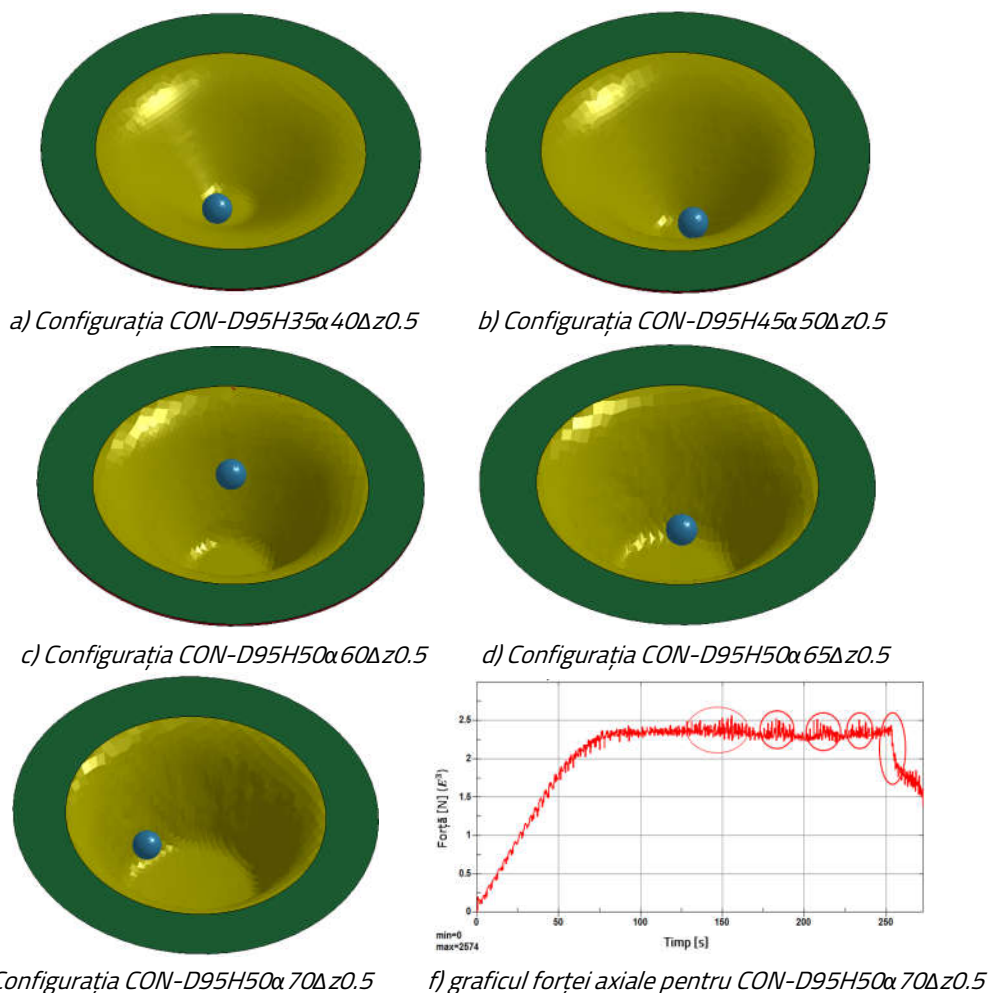 a) Configurația CON-D95H35α40Δz0.5
b) Configurația CON-D95H45α50Δz0.5
c) Configurația CON-D95H50α60Δz0.5
d) Configurația CON-D95H50α65Δz0.5
Forță [N] (E³)
2.5
2
1.5
1
0.5
0
0
50
100
150
200
250
min=0
max=2574
Timp [s]
Configurația CON-D95H50α70Δz0.5
f) graficul forței axiale pentru CON-D95H50α70Δz0.5